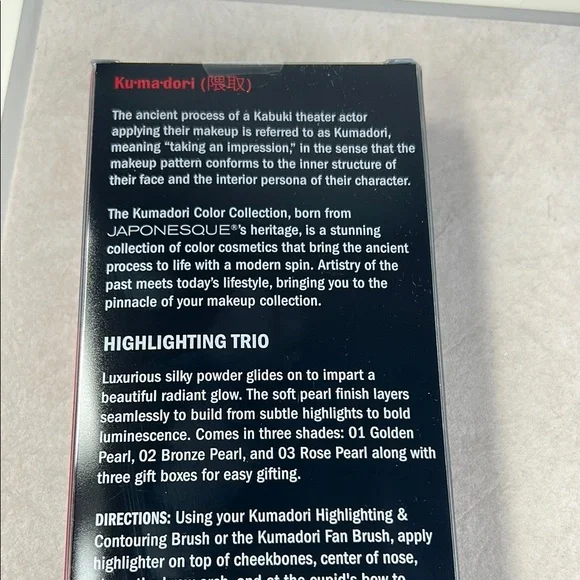 Ku·ma·do·ri (隈取)
The ancient process of a Kabuki theater actor
applying their makeup is referred to as Kumadori,
meaning “taking an impression,” in the sense that the
makeup pattern conforms to the inner structure of
their face and the interior persona of their character.
The Kumadori Color Collection, born from
JAPONESQUE®’s heritage, is a stunning
collection of color cosmetics that bring the ancient
process to life with a modern spin. Artistry of the
past meets today’s lifestyle, bringing you to the
pinnacle of your makeup collection.
HIGHLIGHTING TRIO
Luxurious silky powder glides on to impart a
beautiful radiant glow. The soft pearl finish layers
seamlessly to build from subtle highlights to bold
luminescence. Comes in three shades: 01 Golden
Pearl, 02 Bronze Pearl, and 03 Rose Pearl along with
three gift boxes for easy gifting.
DIRECTIONS: Using your Kumadori Highlighting &
Contouring Brush or the Kumadori Fan Brush, apply
highlighter on top of cheekbones, center of nose,
and at the cupid's bow to